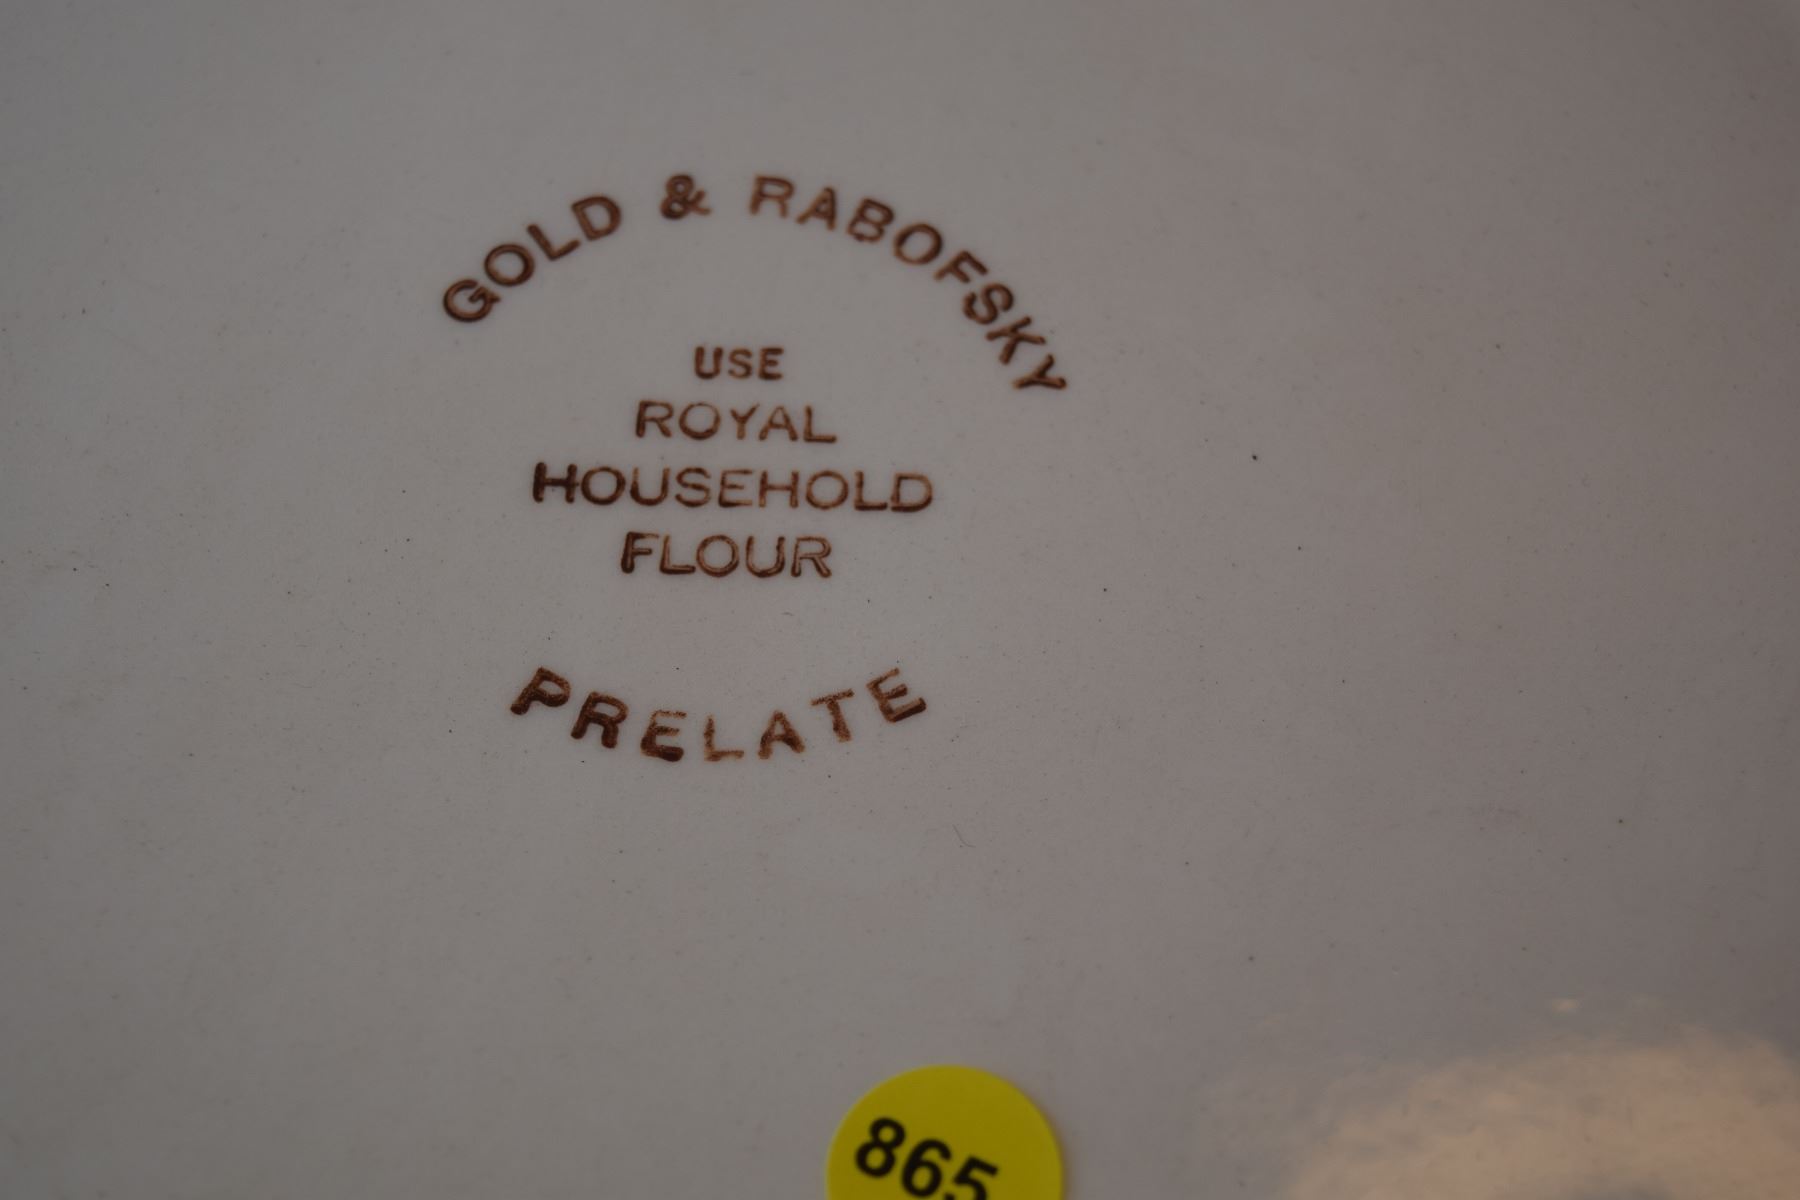 GOLD & RABOFSKY
USE
ROYAL
HOUSEHOLD
FLOUR
PRELATE
865